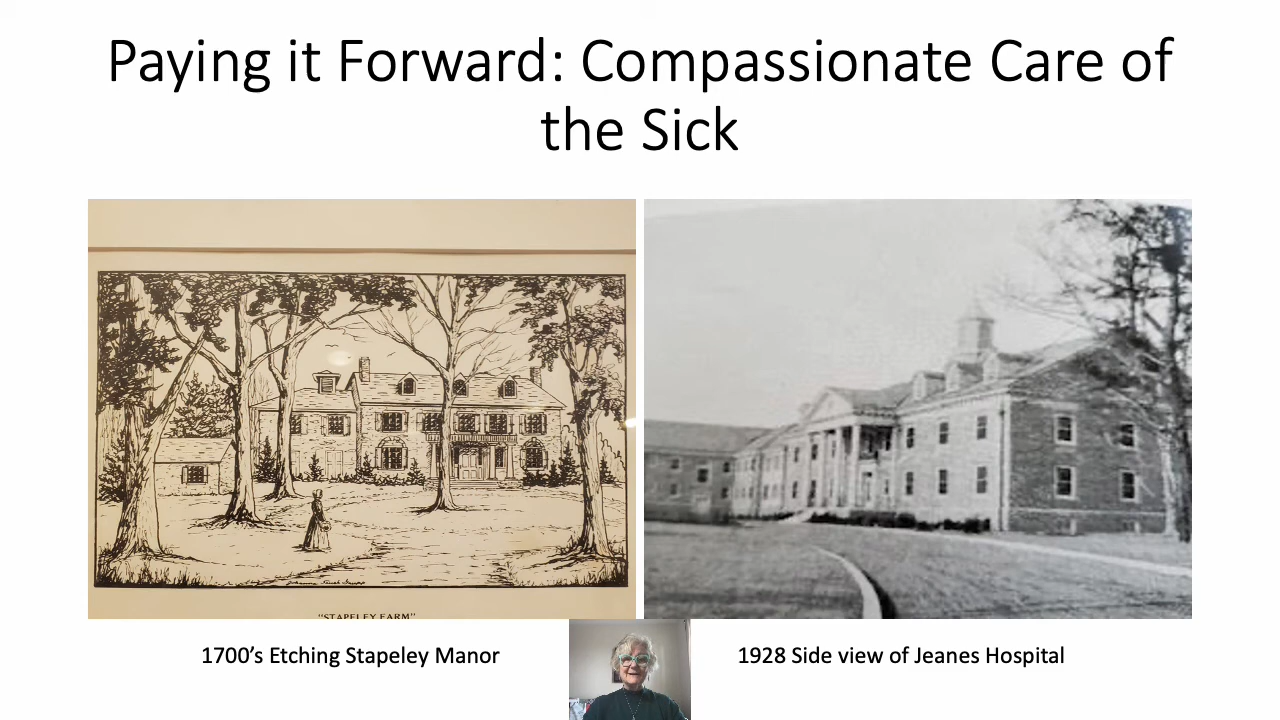 Paying it Forward: Compassionate Care of
the Sick
"STAPELEY FARM"
1700's Etching Stapeley Manor
1928 Side view of Jeanes Hospital